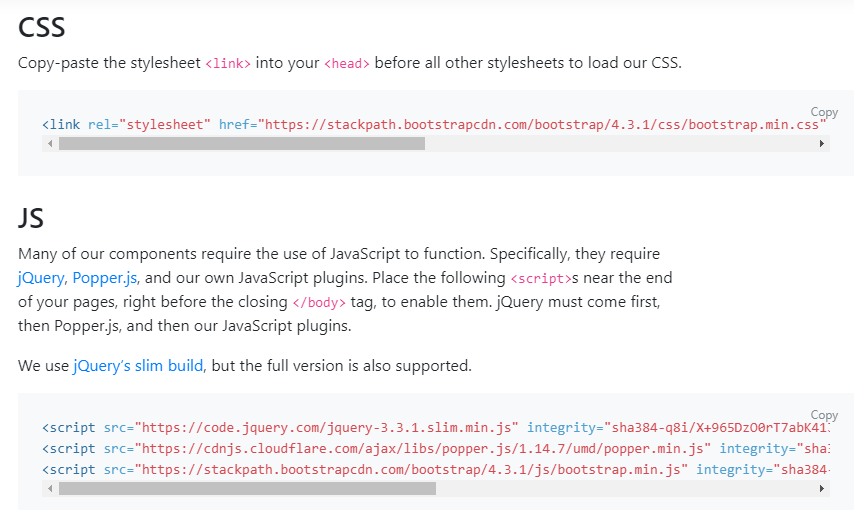 CSS
Copy-paste the stylesheet <link> into your <head> before all other stylesheets to load our CSS.
Copy
<link rel="stylesheet" href="https://stackpath.bootstrapcdn.com/bootstrap/4.3.1/css/bootstrap.min.css"
JS
Many of our components require the use of JavaScript to function. Specifically, they require
jQuery, Popper.js, and our own JavaScript plugins. Place the following <script>s near the end
of your pages, right before the closing </body> tag, to enable them. jQuery must come first,
then Popper.js, and then our JavaScript plugins.
We use jQuery's slim build, but the full version is also supported.
Copy
<script src="https://code.jquery.com/jquery-3.3.1.slim.min.js" integrity="sha384-q8i/X+965DzO0rT7abK41
<script src="https://cdnjs.cloudflare.com/ajax/libs/popper.js/1.14.7/umd/popper.min.js" integrity="sha
<script src="https://stackpath.bootstrapcdn.com/bootstrap/4.3.1/js/bootstrap.min.js" integrity="sha384-